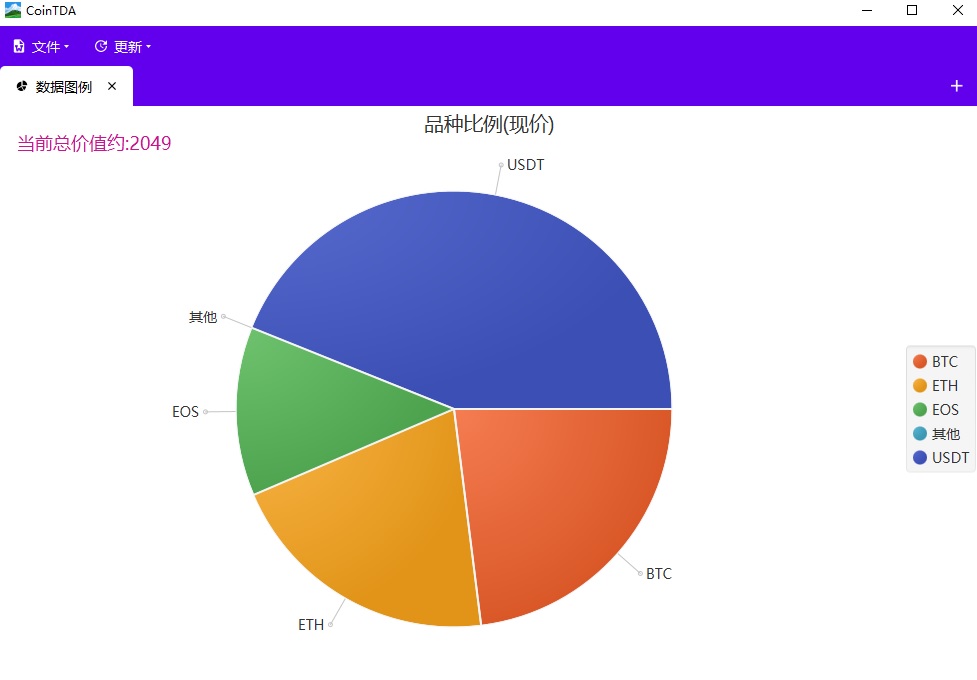 CoinTDA
文件 更新
数据图例
品种比例(现价)
当前总价值约:2049
USDT
其他
EOS
ETH
BTC
BTC
ETH
EOS
其他
USDT